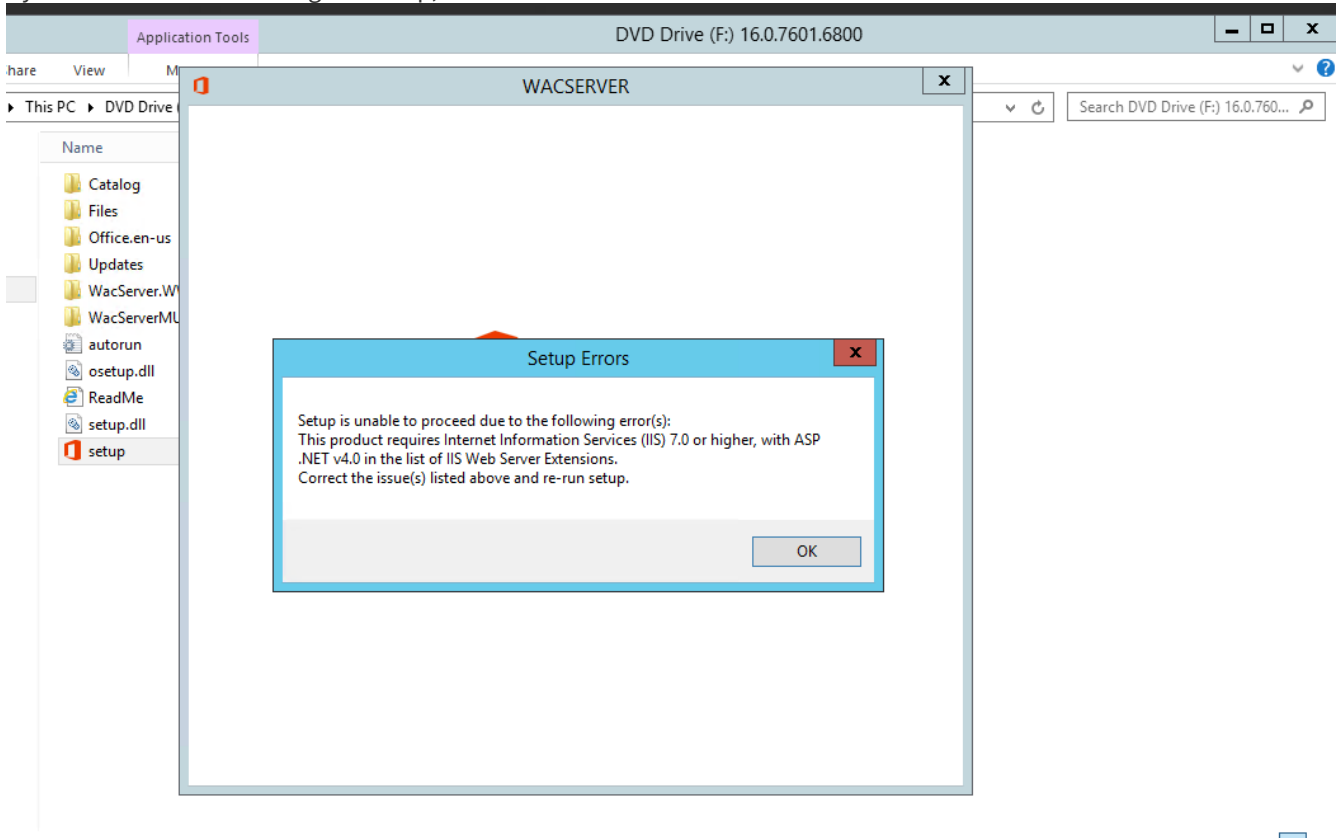 Application Tools
DVD Drive (F:) 16.0.7601.6800
hare View M
This PC DVD Drive (
Search DVD Drive (F:) 16.0.760...
WACSERVER
Name
Catalog
Files
Office.en-us
Updates
WacServer.W
WacServerMU
autorun
osetup.dll
ReadMe
setup.dll
setup
Setup Errors
Setup is unable to proceed due to the following error(s):
This product requires Internet Information Services (IIS) 7.0 or higher, with ASP
.NET v4.0 in the list of IIS Web Server Extensions.
Correct the issue(s) listed above and re-run setup.
OK